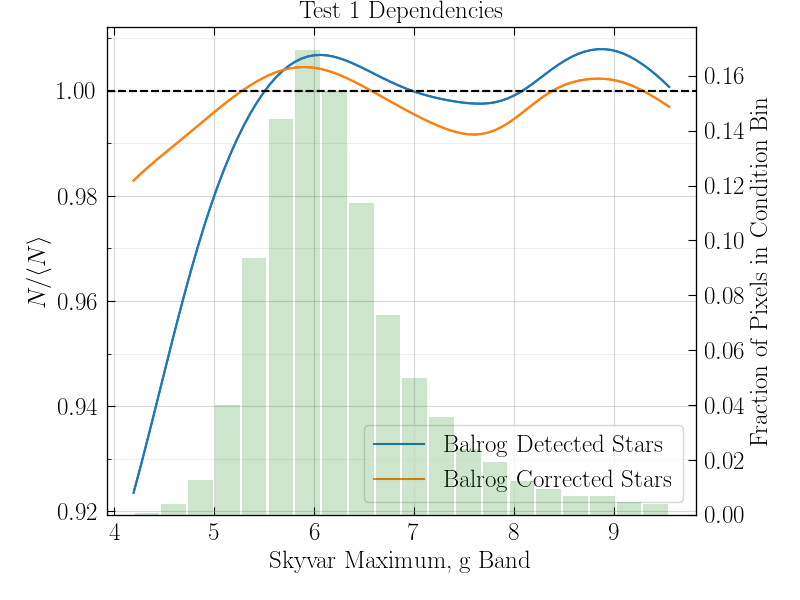 Test 1 Dependencies
1.00
0.98
0.96
0.94
0.92
N/⟨N⟩
0.16
0.14
0.12
0.10
0.08
0.06
0.04
0.02
0.00
Fraction of Pixels in Condition Bin
Balrog Detected Stars
Balrog Corrected Stars
4 5 6 7 8 9
Skyvar Maximum, g Band